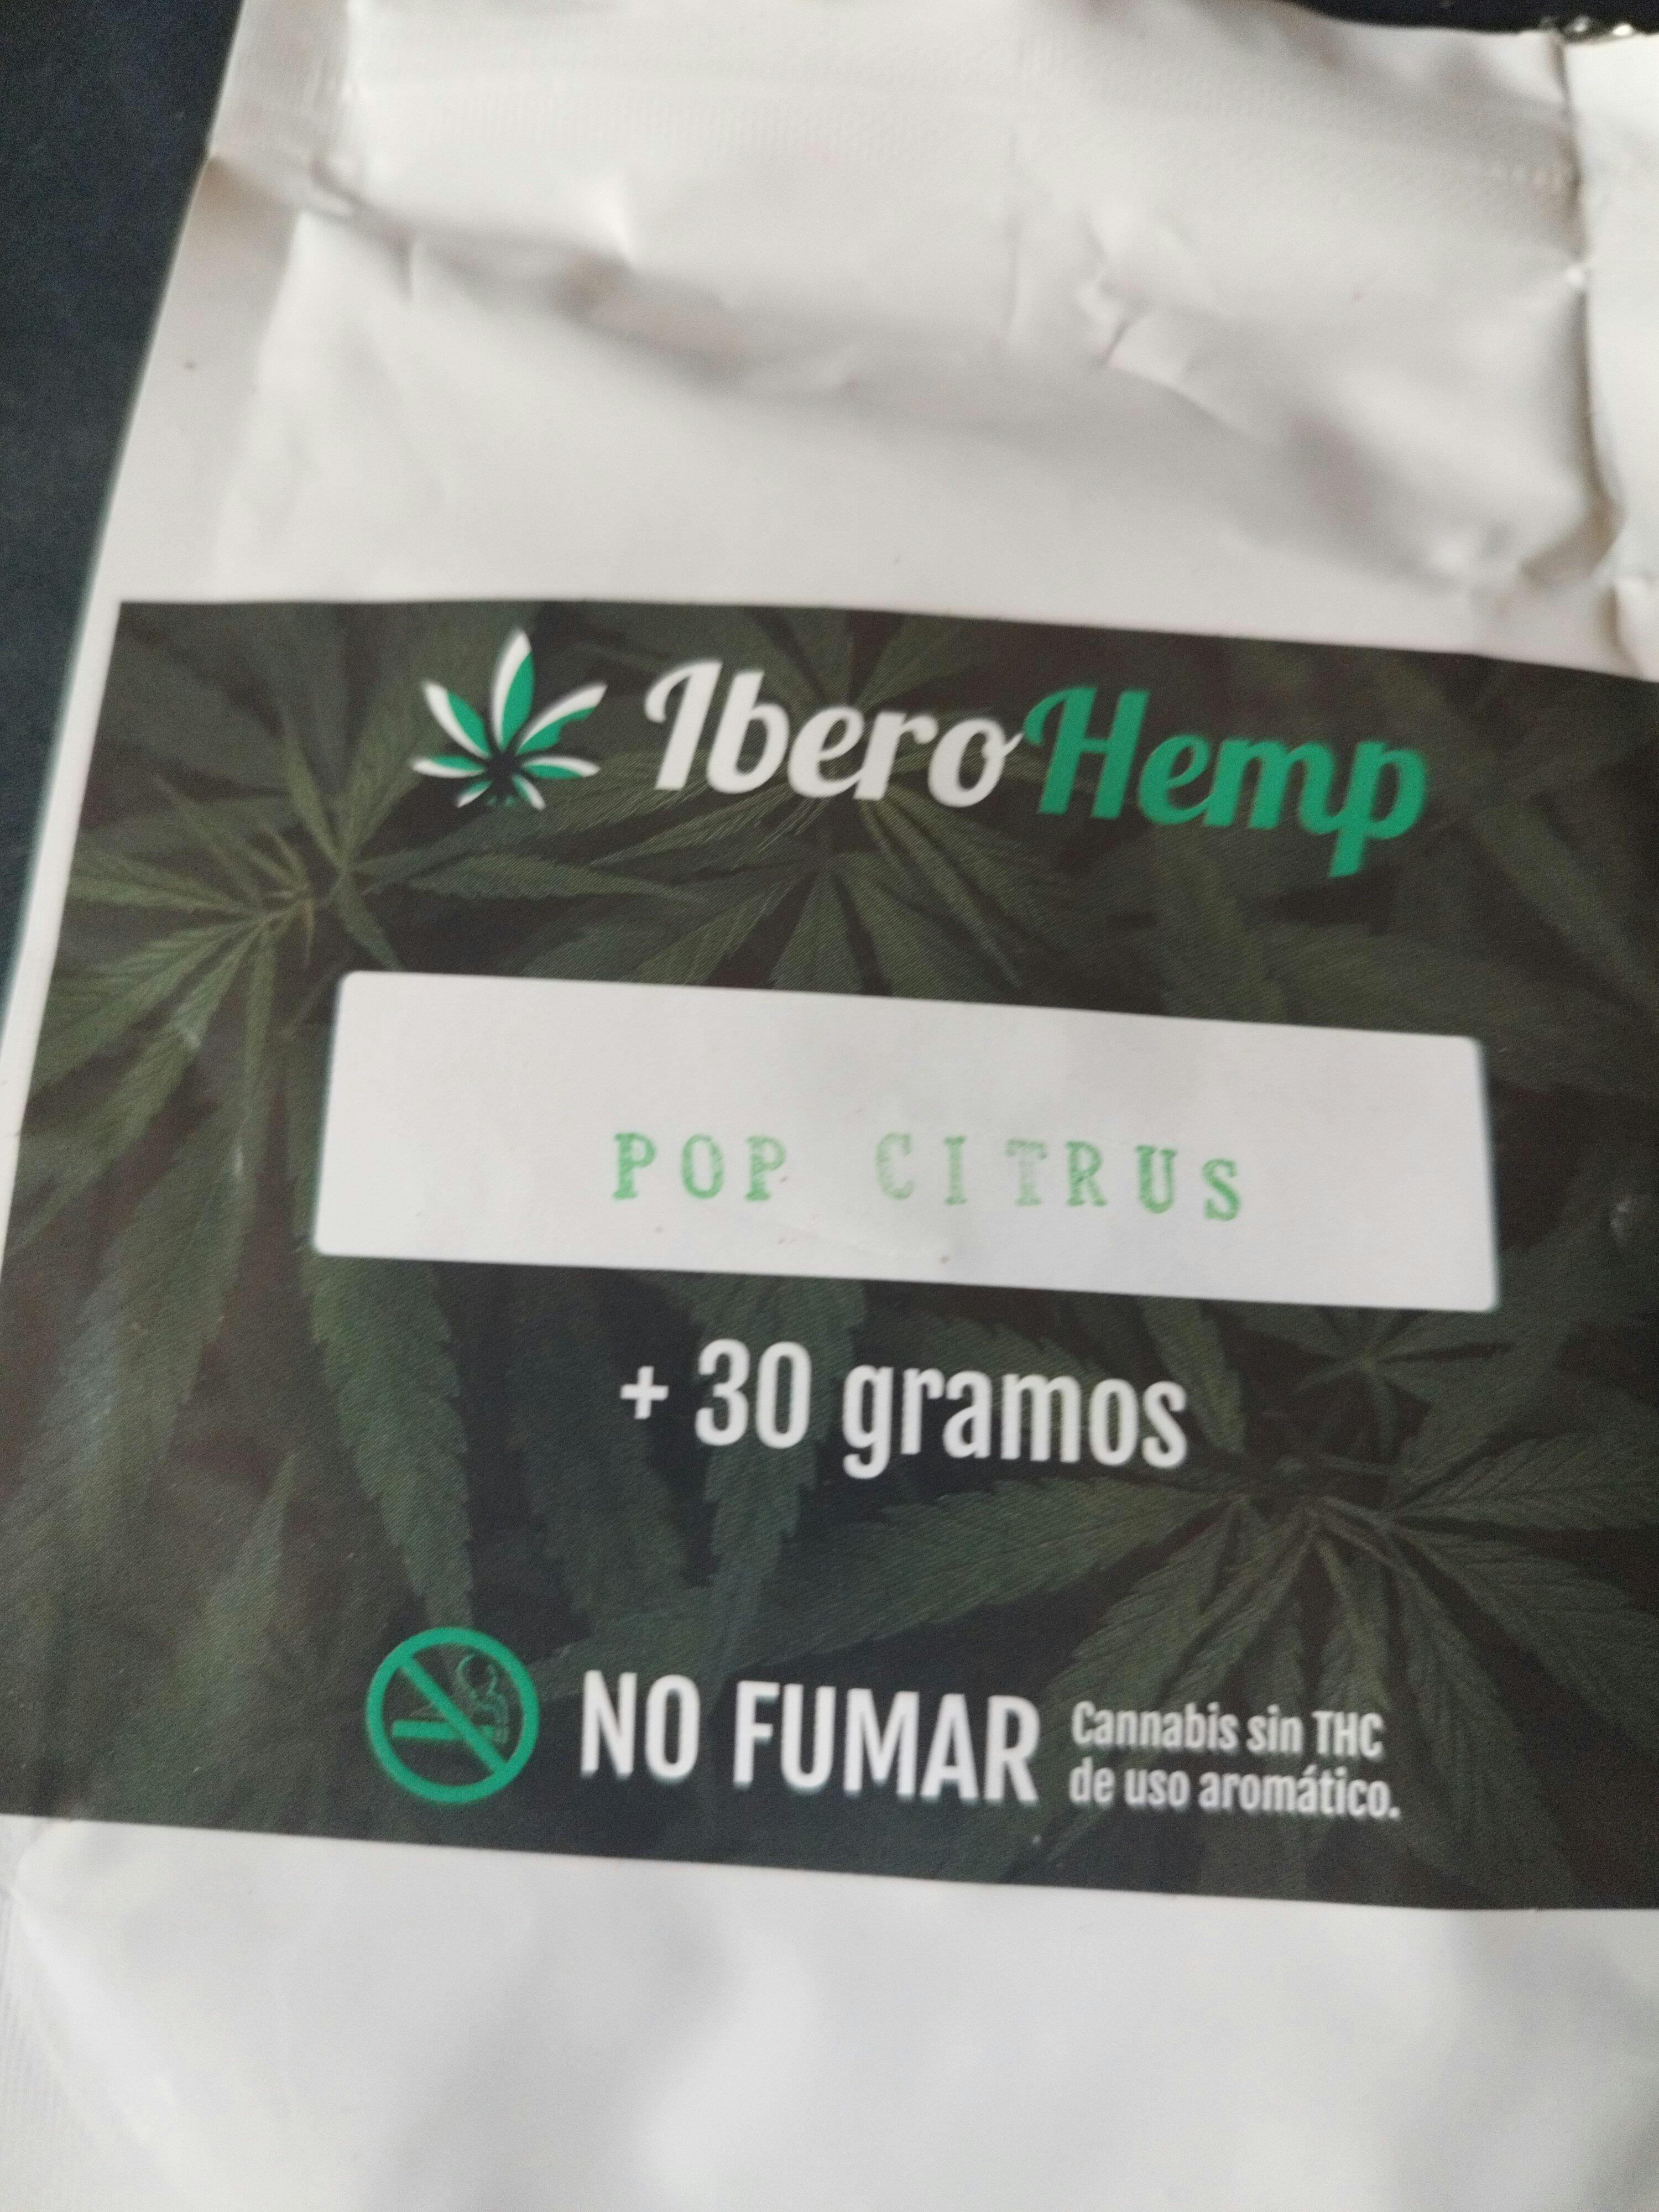 IberoHemp
POP CITRUS
+ 30 gramos
NO FUMAR
Cannabis sin THC
de uso aromático.